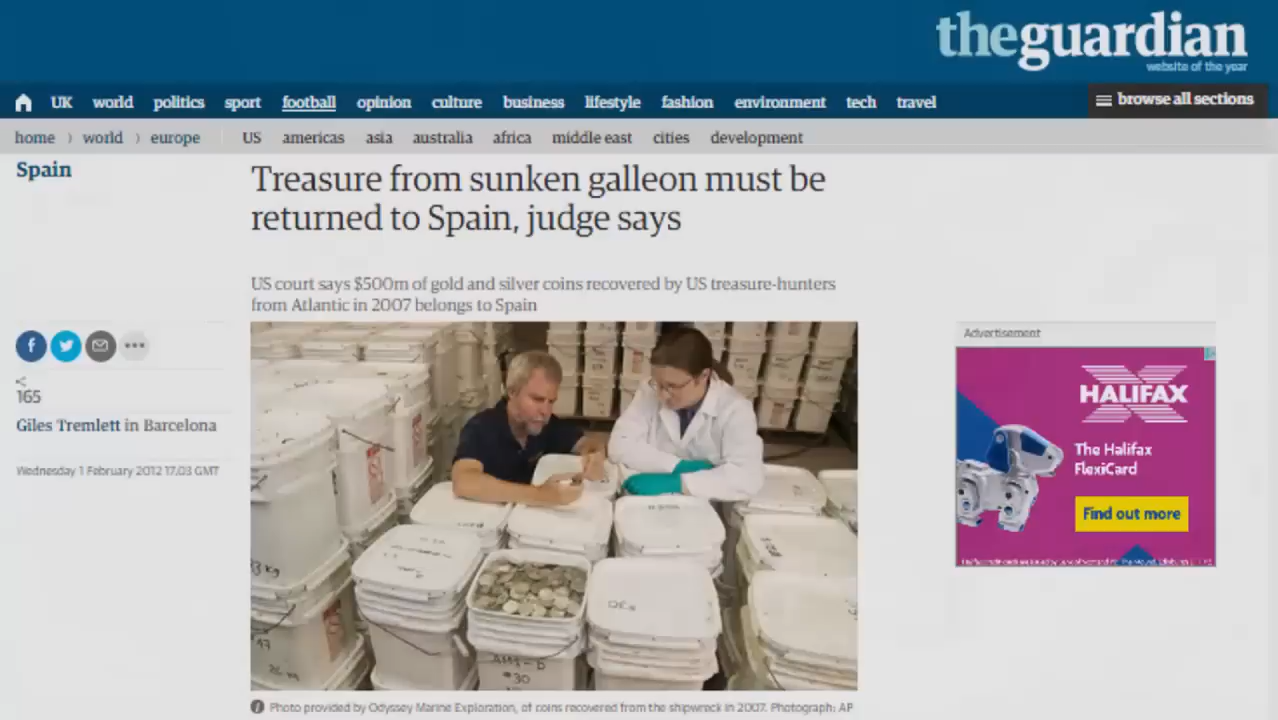 theguardian
website of the year
UK world politics sport football opinion culture business lifestyle fashion environment tech travel browse all sections
home world europe US americas asia australia africa middle east cities development
Spain
Treasure from sunken galleon must be
returned to Spain, judge says
US court says $500m of gold and silver coins recovered by US treasure-hunters
from Atlantic in 2007 belongs to Spain
165
Giles Tremlett in Barcelona
Wednesday 1 February 2012 17.03 GMT
Advertisement
HALIFAX
The Halifax
FlexiCard
Find out more
#30
Photo provided by Odyssey Marine Exploration, of coins recovered from the shipwreck in 2007. Photograph: AP